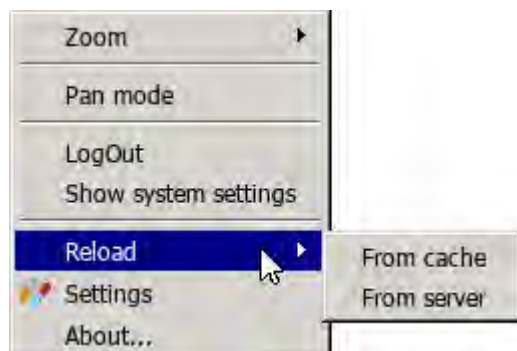 Zoom
Pan mode
LogOut
Show system settings
Reload
From cache
Settings
From server
About...